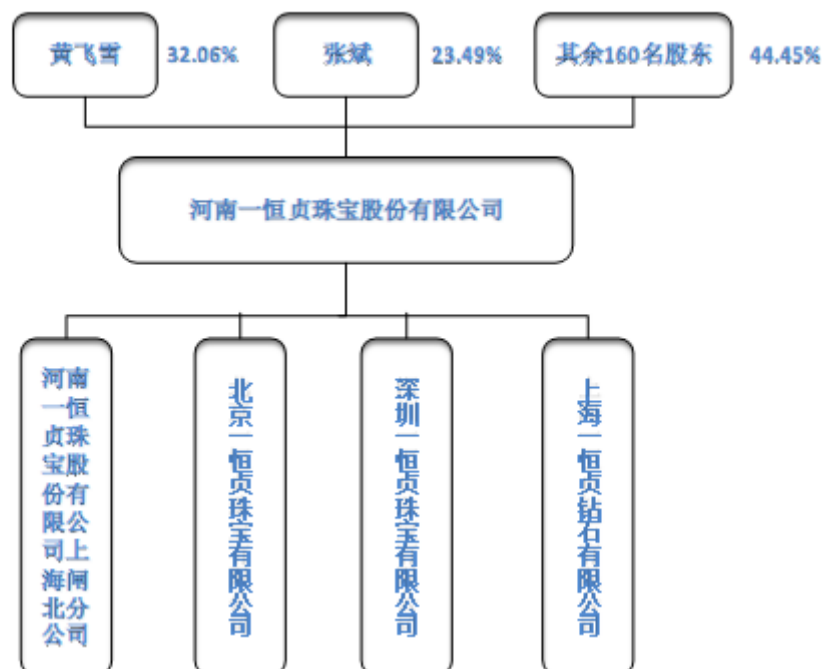 黄飞雪 32.06% 张斌 23.49% 其余160名股东 44.45%
河南一恒贞珠宝股份有限公司
河南
一恒
贞珠
宝股
份有
限公
司上
海闸
北分
公司
北京一恒贞珠宝有限公司
深圳一恒贞珠宝有限公司
上海一恒贞钻石有限公司